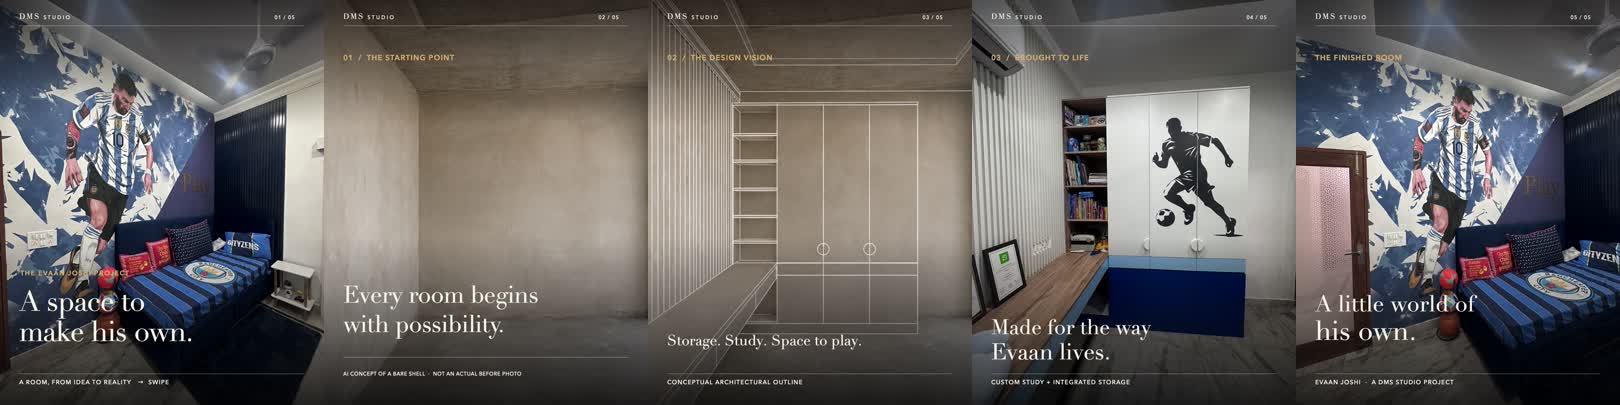 DMS STUDIO
01 / 05
Play
CITYZENS
THE EVAAN JOSHI PROJECT
A space to
make his own.
A ROOM, FROM IDEA TO REALITY → SWIPE
DMS STUDIO
02 / 05
01 / THE STARTING POINT
Every room begins
with possibility.
AI CONCEPT OF A BARE SHELL · NOT AN ACTUAL BEFORE PHOTO
DMS STUDIO
03 / 05
02 / THE DESIGN VISION
Storage. Study. Space to play.
CONCEPTUAL ARCHITECTURAL OUTLINE
DMS STUDIO
04 / 05
03 / BROUGHT TO LIFE
Made for the way
Evaan lives.
CUSTOM STUDY + INTEGRATED STORAGE
DMS STUDIO
05 / 05
THE FINISHED ROOM
10
Play
A little world of
his own.
EVAAN JOSHI · A DMS STUDIO PROJECT